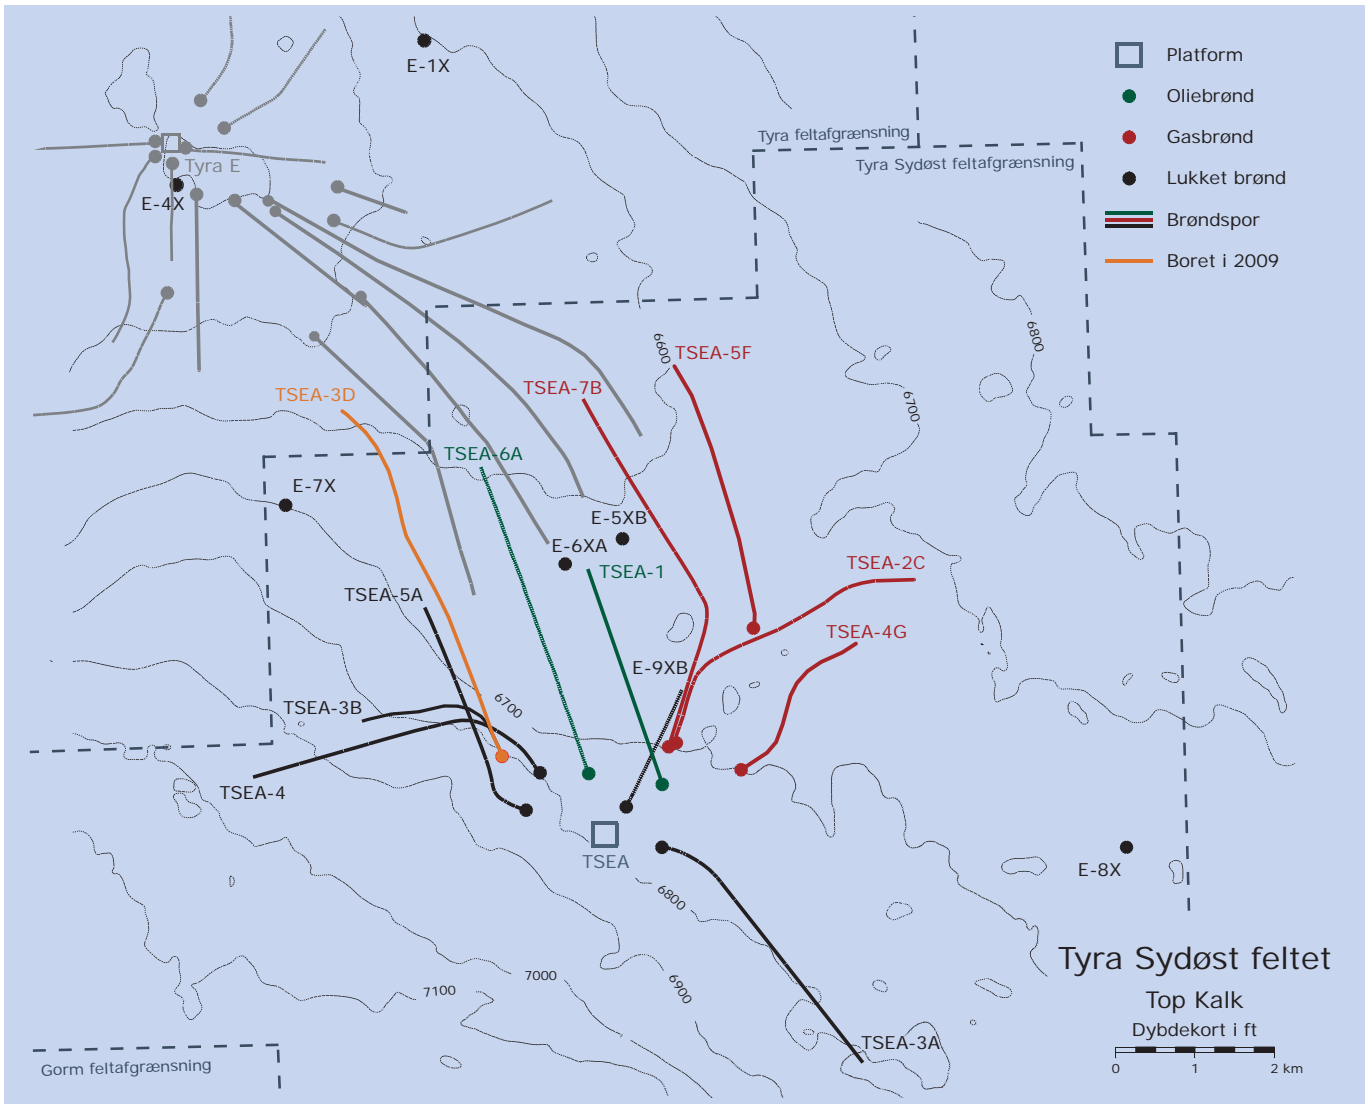 E-1X
Platform
Oliebrønd
Gasbrønd
Lukket brønd
Brøndspor
Boret i 2009
Tyra feltafgrænsning
Tyra Sydøst feltafgrænsning
Tyra E
E-4X
6600
6800
TSEA-5F
TSEA-7B
TSEA-3D
6700
TSEA-6A
E-7X
E-5XB
E-6XA
TSEA-1
TSEA-2C
TSEA-5A
TSEA-4G
E-9XB
TSEA-3B
6700
TSEA-4
TSEA
E-8X
6800
7000
7100
6900
TSEA-3A
Tyra Sydøst feltet
Top Kalk
Dybdekort i ft
0 1 2 km
Gorm feltafgrænsning